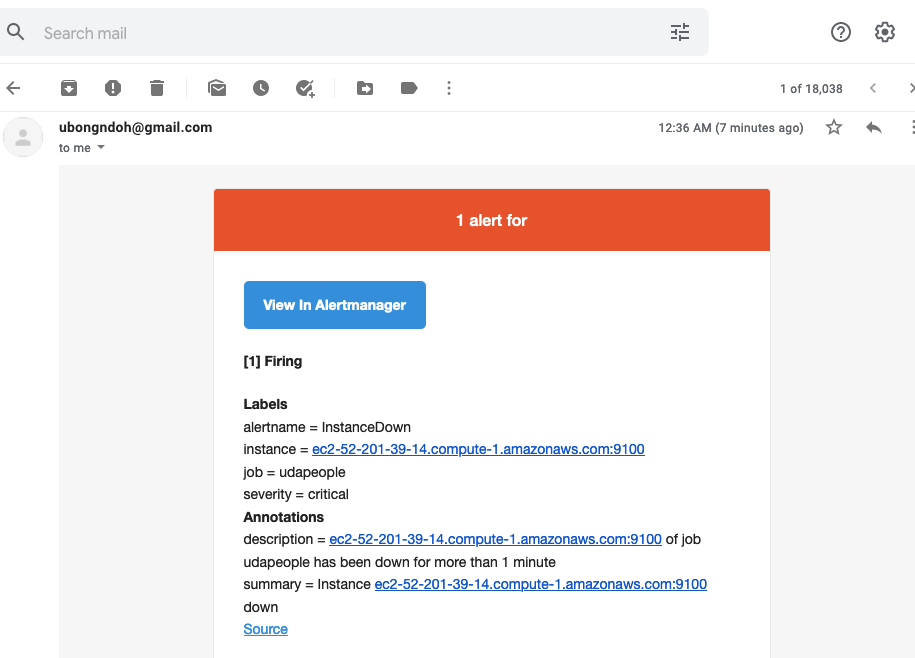 Search mail
1 of 18,038
ubongndoh@gmail.com
12:36 AM (7 minutes ago)
to me
1 alert for
View In Alertmanager
[1] Firing
Labels
alertname = InstanceDown
instance = ec2-52-201-39-14.compute-1.amazonaws.com:9100
job = udapeople
severity = critical
Annotations
description = ec2-52-201-39-14.compute-1.amazonaws.com:9100 of job
udapeople has been down for more than 1 minute
summary = Instance ec2-52-201-39-14.compute-1.amazonaws.com:9100
down
Source